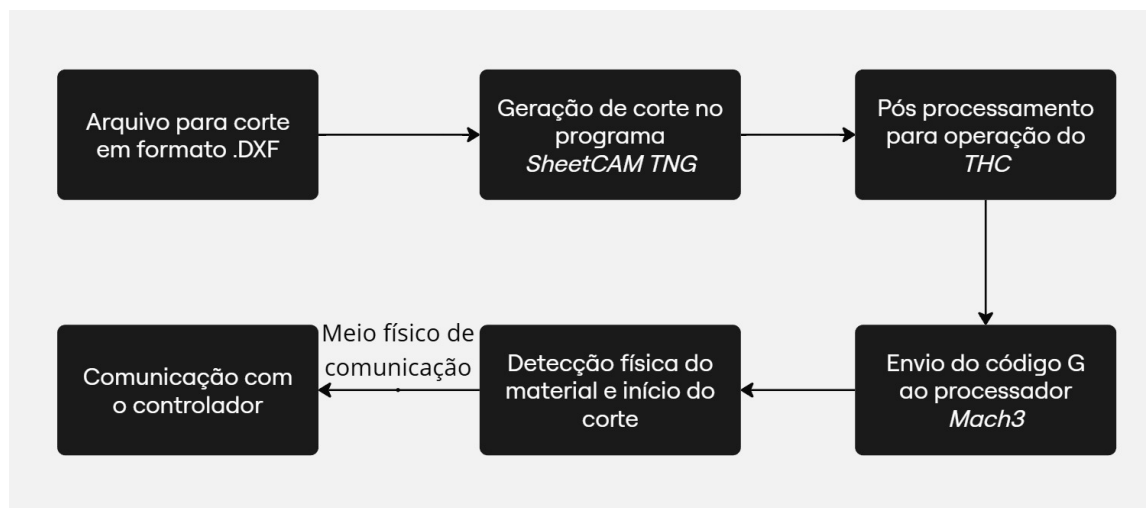 Arquivo para corte
em formato .DXF
Geração de corte no
programa
SheetCAM TNG
Pós processamento
para operação do
THC
Envio do código G
ao processador
Mach3
Detecção física do
material e início do
corte
Meio físico de
comunicação
Comunicação com
o controlador